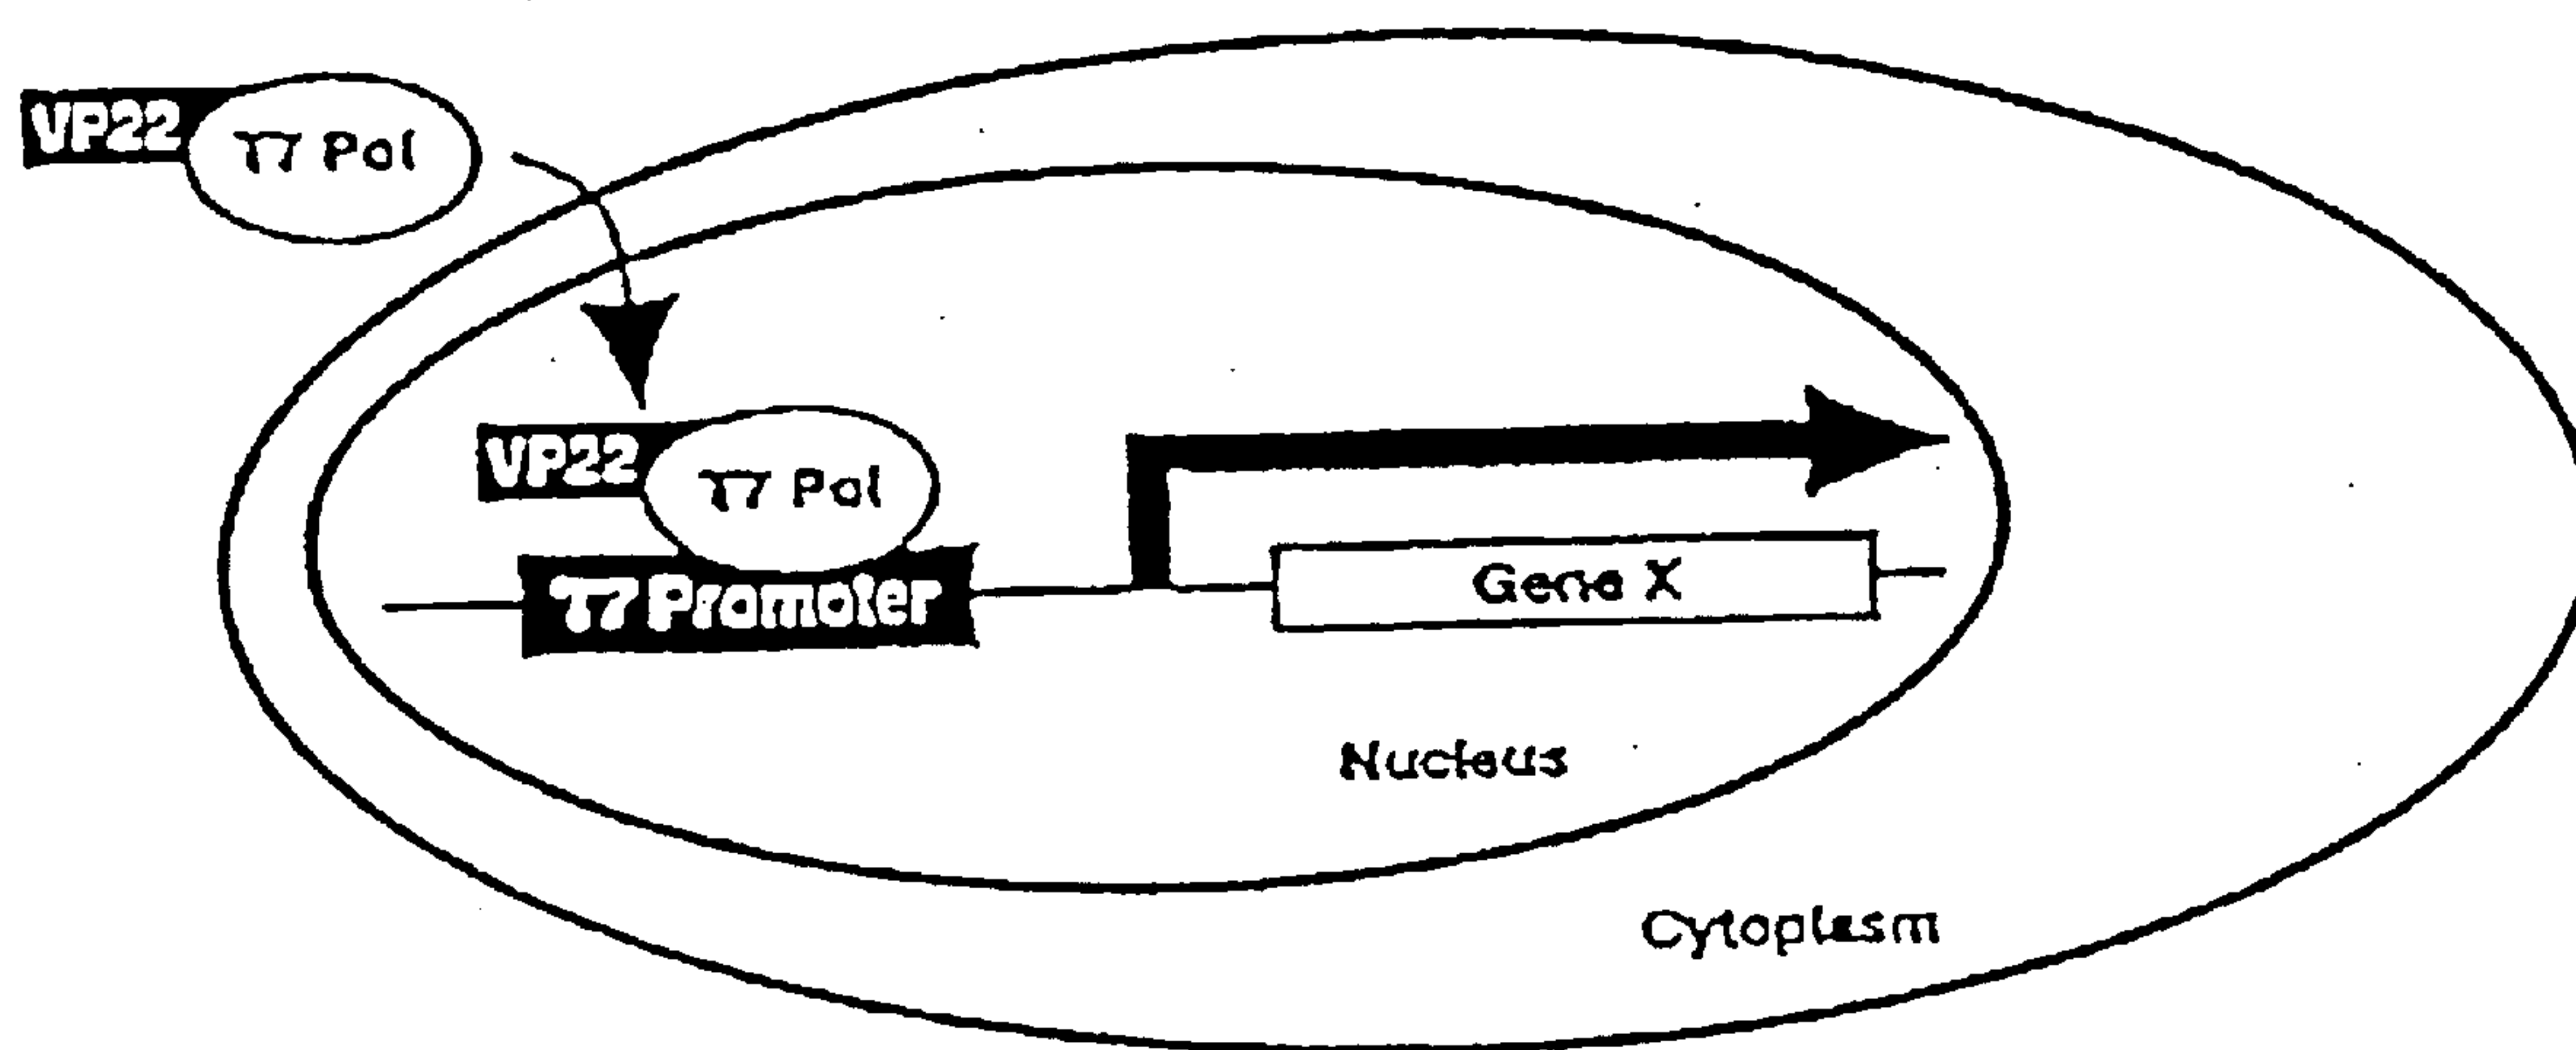 VP22
T7 Pol
VP22
T7 Pol
T7 Promoter
Gene X
Nucleus
Cytoplasm